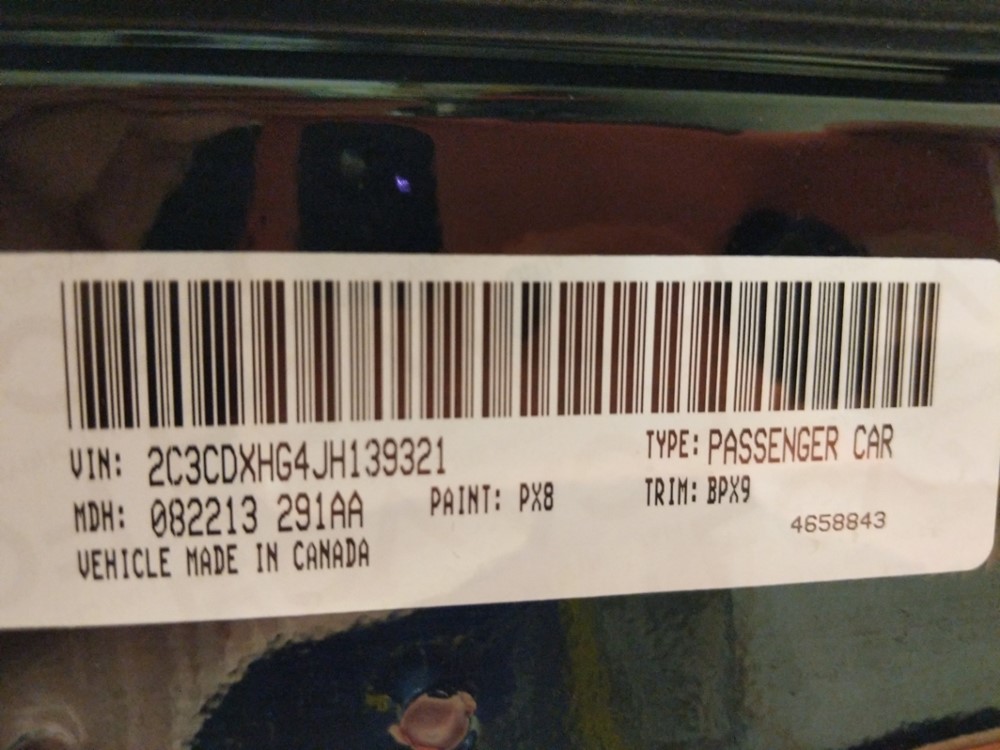 VIN: 2C3CDXHG4JH139321 TYPE: PASSENGER CAR
MDH: 082213 291AA PAINT: PX8 TRIM: BPX9
4658843
VEHICLE MADE IN CANADA